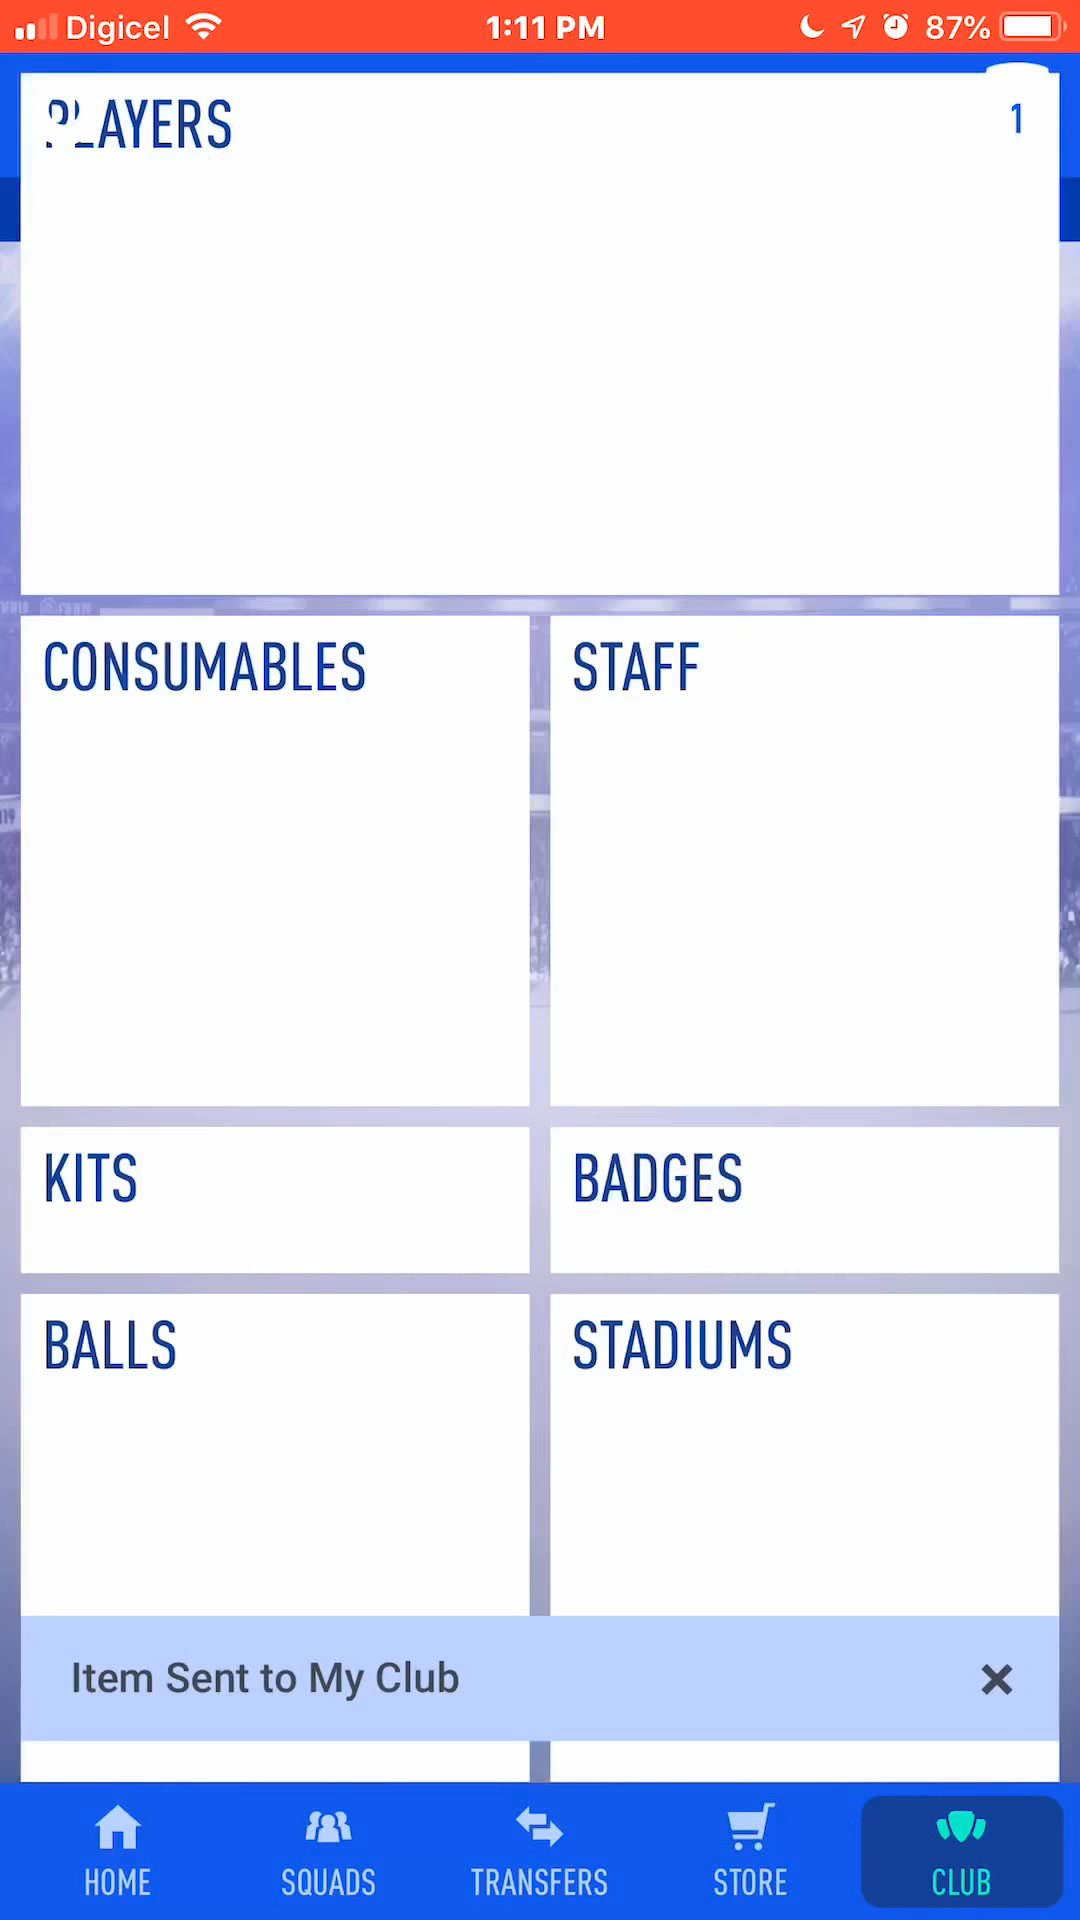 Digicel 1:11 PM 87%
PLAYERS 1
CONSUMABLES STAFF
KITS BADGES
BALLS STADIUMS
Item Sent to My Club
HOME SQUADS TRANSFERS STORE CLUB